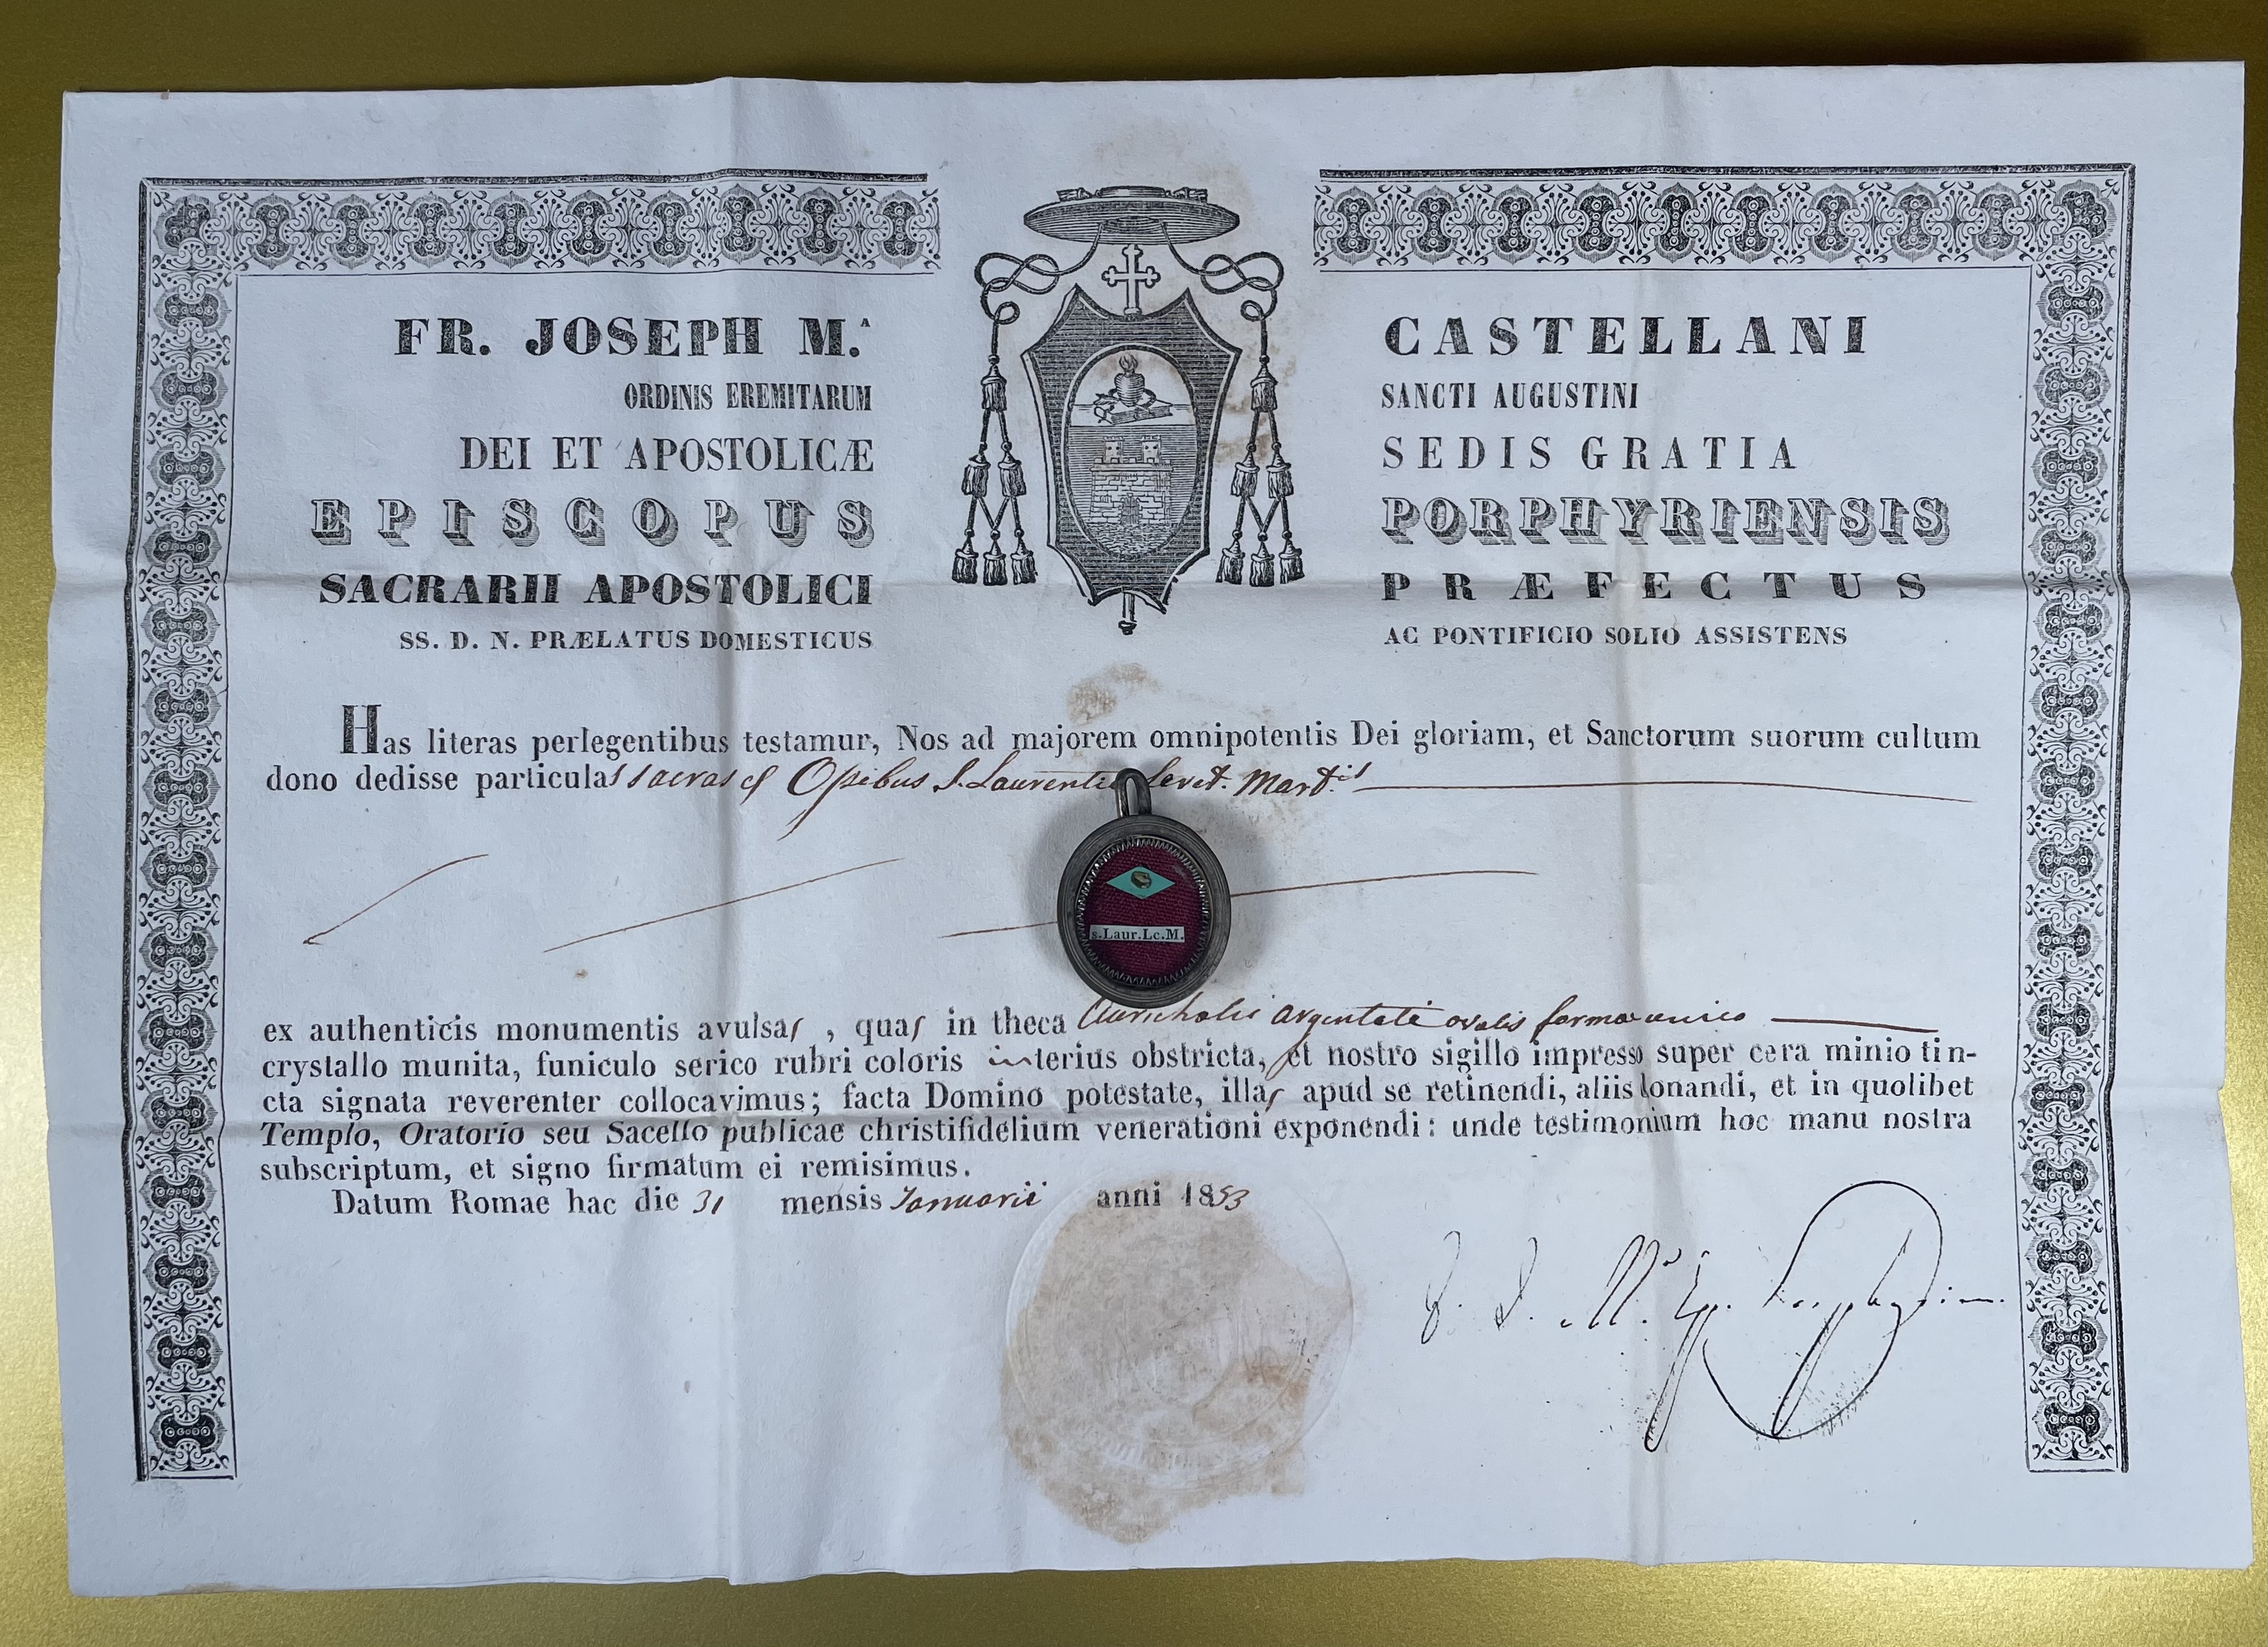 FR. JOSEPH M.ᴬ CASTELLANI
ORDINIS EREMITARUM SANCTI AUGUSTINI
DEI ET APOSTOLICÆ SEDIS GRATIA
EPISCOPUS PORPHYRIENSIS
SACRARII APOSTOLICI PRÆFECTUS
SS. D. N. PRÆLATUS DOMESTICUS AC PONTIFICIO SOLIO ASSISTENS
Has literas perlegentibus testamur, Nos ad majorem omnipotentis Dei gloriam, et Sanctorum suorum cultum
dono dedisse particulas sacras Ossibus S. Laurentii Levit. Mart.is
s.Laur.Lc.M.
ex authenticis monumentis avulsas, quas in theca Aurichalci argentati ovalis formae unico
crystallo munita, funiculo serico rubri coloris interius obstricta, et nostro sigillo impresso super cera minio tin-
cta signata reverenter collocavimus; facta Domino potestate, illas apud se retinendi, aliis donandi, et in quolibet
Templo, Oratorio seu Sacello publicae christifidelium venerationi exponendi: unde testimonium hoc manu nostra
subscriptum, et signo firmatum ei remisimus.
Datum Romae hac die 31 mensis Januarii anni 1853